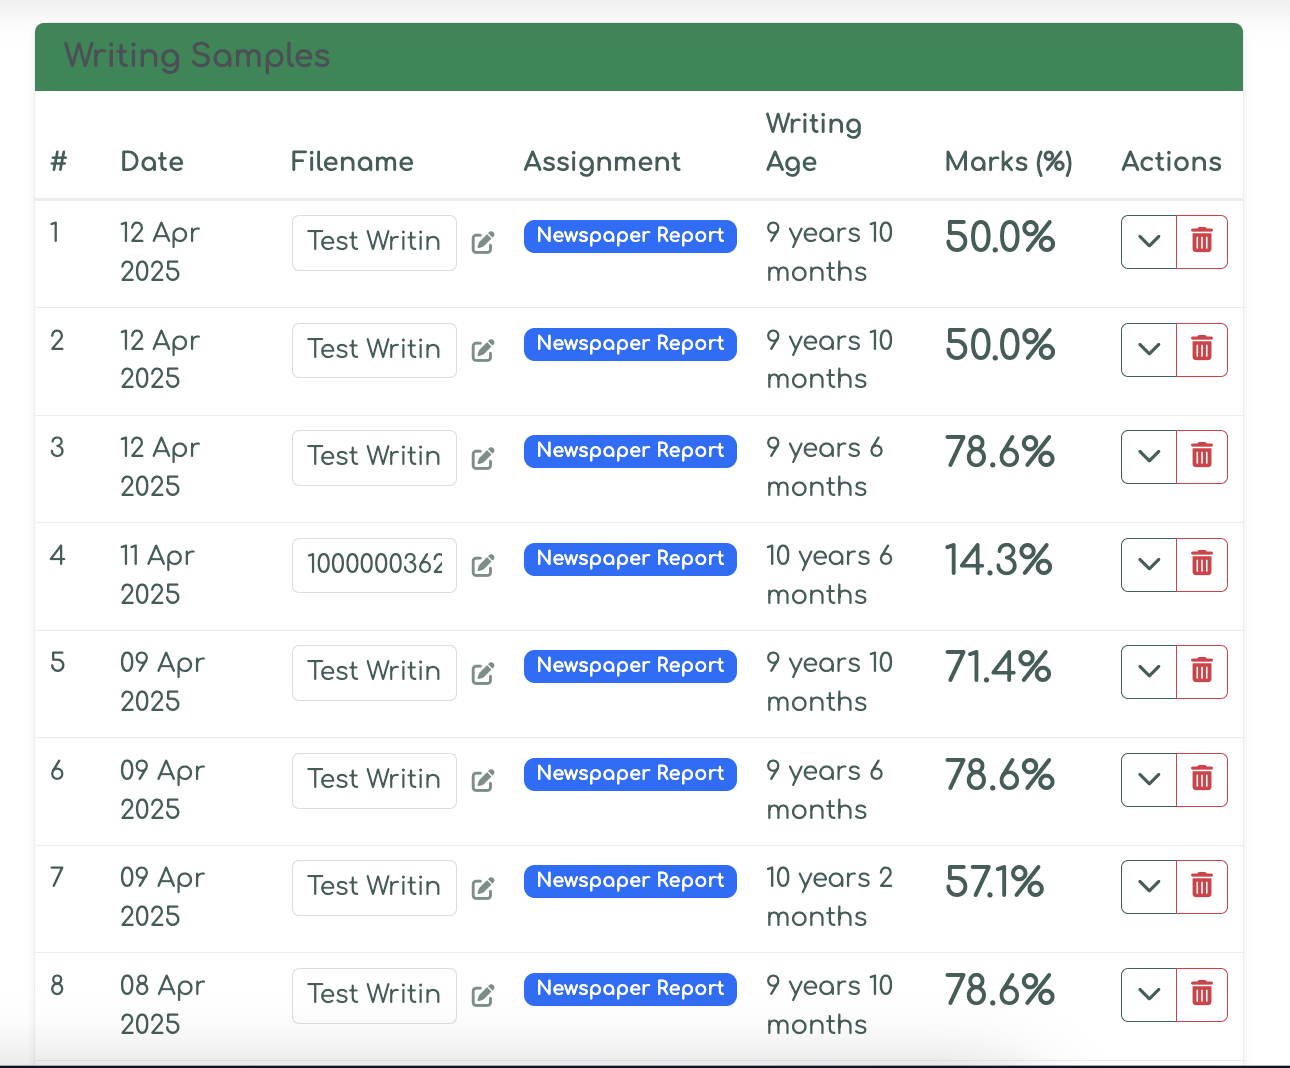 Writing Samples
Writing
# Date Filename Assignment Age Marks (%) Actions
1 12 Apr Test Writin Newspaper Report 9 years 10 50.0%
2025 months
2 12 Apr Test Writin Newspaper Report 9 years 10 50.0%
2025 months
3 12 Apr Test Writin Newspaper Report 9 years 6 78.6%
2025 months
4 11 Apr 1000000362 Newspaper Report 10 years 6 14.3%
2025 months
5 09 Apr Test Writin Newspaper Report 9 years 10 71.4%
2025 months
6 09 Apr Test Writin Newspaper Report 9 years 6 78.6%
2025 months
7 09 Apr Test Writin Newspaper Report 10 years 2 57.1%
2025 months
8 08 Apr Test Writin Newspaper Report 9 years 10 78.6%
2025 months